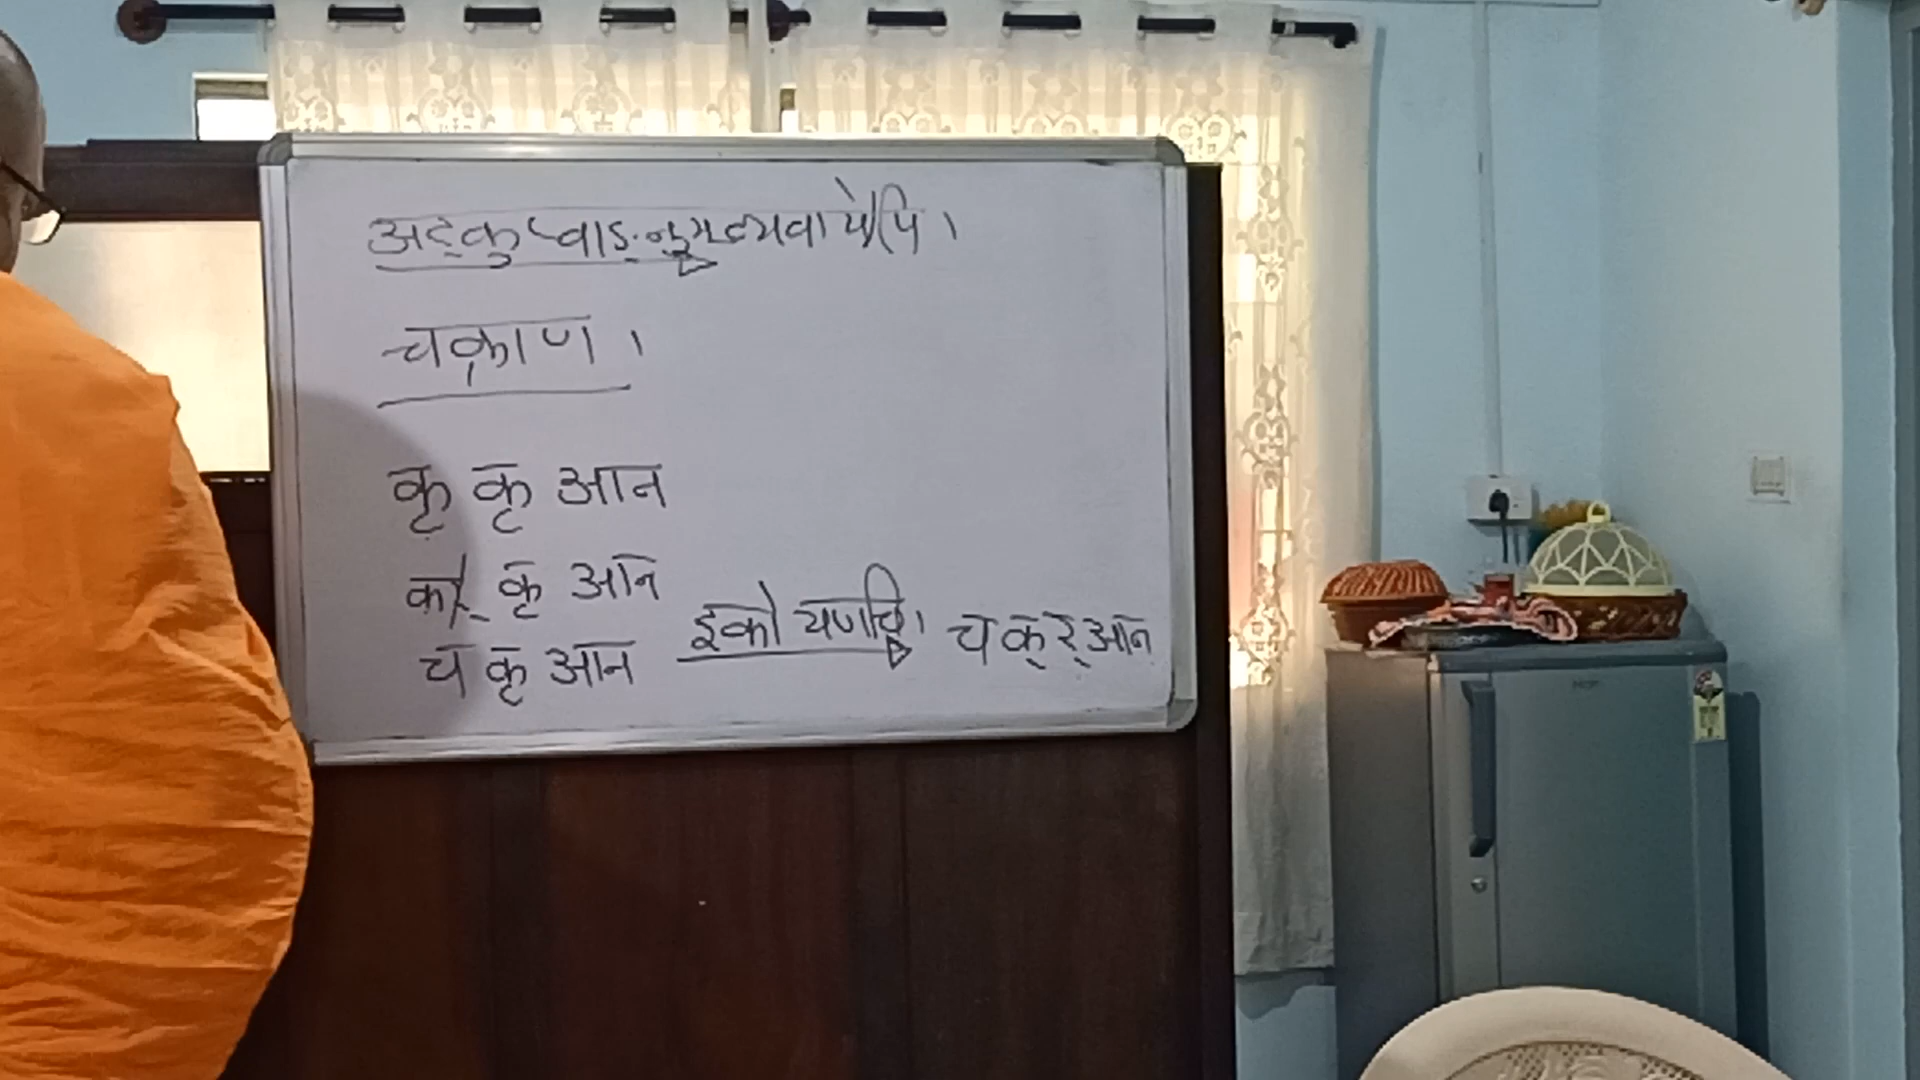 अट्कुप्वाङ्नुम्व्यवायेऽपि ।
चक्राण ।
कृ कृ आन
कर् कृ आन
च कृ आन इको यणचि । च क् र् आन